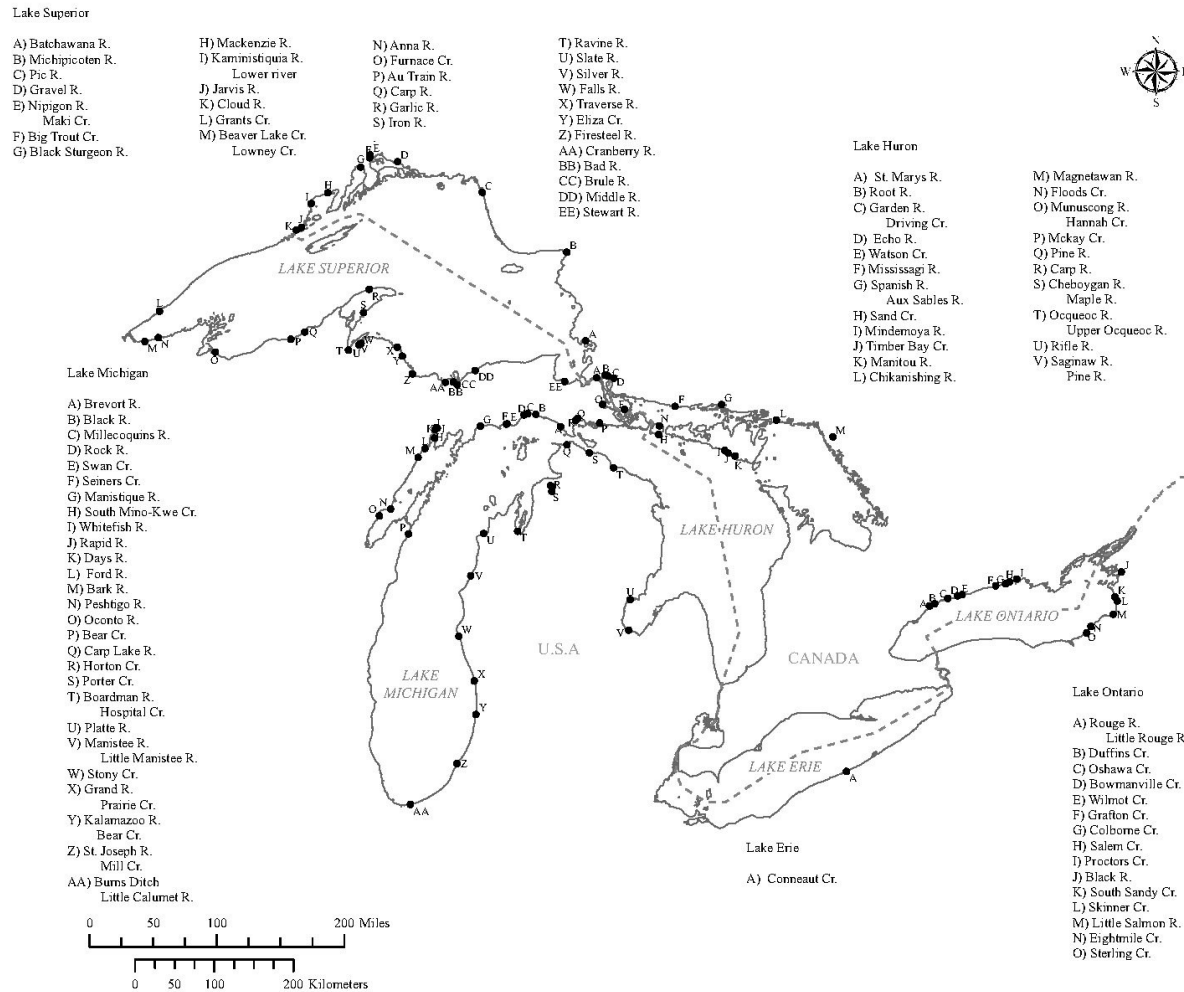 Lake Superior
A) Batchawana R.
B) Michipicoten R.
C) Pic R.
D) Gravel R.
E) Nipigon R.
Maki Cr.
F) Big Trout Cr.
G) Black Sturgeon R.
H) Mackenzie R.
I) Kaministiquia R.
Lower river
J) Jarvis R.
K) Cloud R.
L) Grants Cr.
M) Beaver Lake Cr.
Lowney Cr.
N) Anna R.
O) Furnace Cr.
P) Au Train R.
Q) Carp R.
R) Garlic R.
S) Iron R.
T) Ravine R.
U) Slate R.
V) Silver R.
W) Falls R.
X) Traverse R.
Y) Eliza Cr.
Z) Firesteel R.
AA) Cranberry R.
BB) Bad R.
CC) Brule R.
DD) Middle R.
EE) Stewart R.
N
W
S
Lake Huron
A) St. Marys R.
B) Root R.
C) Garden R.
Driving Cr.
D) Echo R.
E) Watson Cr.
F) Mississagi R.
G) Spanish R.
Aux Sables R.
H) Sand Cr.
I) Mindemoya R.
J) Timber Bay Cr.
K) Manitou R.
L) Chikanishing R.
M) Magnetawan R.
N) Floods Cr.
O) Munuscong R.
Hannah Cr.
P) Mckay Cr.
Q) Pine R.
R) Carp R.
S) Cheboygan R.
Maple R.
T) Ocqueoc R.
Upper Ocqueoc R.
U) Rifle R.
V) Saginaw R.
Pine R.
LAKE SUPERIOR
Lake Michigan
A) Brevort R.
B) Black R.
C) Millecoquins R.
D) Rock R.
E) Swan Cr.
F) Seiners Cr.
G) Manistique R.
H) South Mino-Kwe Cr.
I) Whitefish R.
J) Rapid R.
K) Days R.
L) Ford R.
M) Bark R.
N) Peshtigo R.
O) Oconto R.
P) Bear Cr.
Q) Carp Lake R.
R) Horton Cr.
S) Porter Cr.
T) Boardman R.
Hospital Cr.
U) Platte R.
V) Manistee R.
Little Manistee R.
W) Stony Cr.
X) Grand R.
Prairie Cr.
Y) Kalamazoo R.
Bear Cr.
Z) St. Joseph R.
Mill Cr.
AA) Burns Ditch
Little Calumet R.
LAKE HURON
LAKE ONTARIO
U.S.A
CANADA
LAKE
MICHIGAN
LAKE ERIE
Lake Ontario
A) Rouge R.
Little Rouge R
B) Duffins Cr.
C) Oshawa Cr.
D) Bowmanville Cr.
E) Wilmot Cr.
F) Grafton Cr.
G) Colborne Cr.
H) Salem Cr.
I) Proctors Cr.
J) Black R.
K) South Sandy Cr.
L) Skinner Cr.
M) Little Salmon R.
N) Eightmile Cr.
O) Sterling Cr.
Lake Erie
A) Conneaut Cr.
0 50 100 200 Miles
0 50 100 200 Kilometers